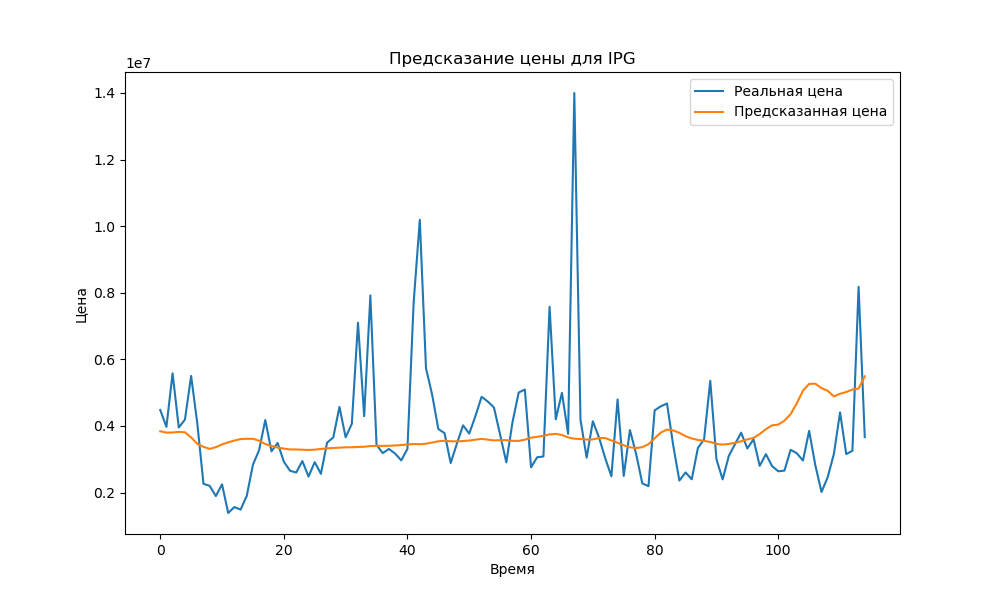 Предсказание цены для IPG
1e7
Реальная цена
Предсказанная цена
1.4
1.2
1.0
0.8
0.6
0.4
0.2
Цена
0 20 40 60 80 100
Время